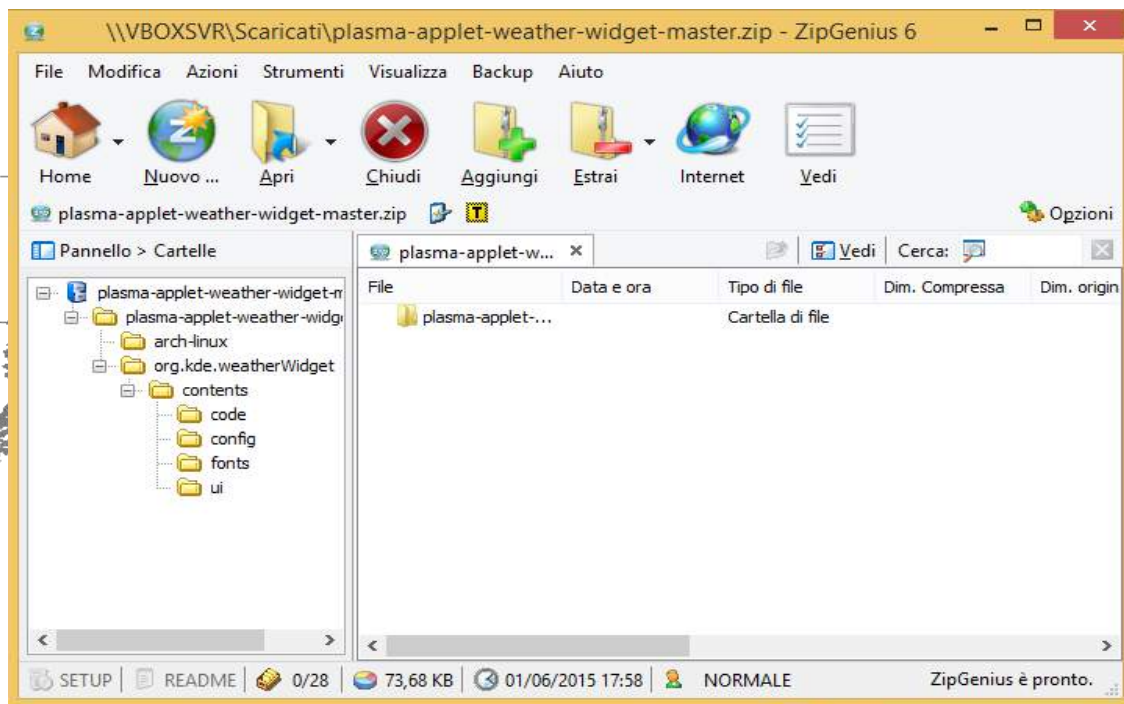 \\VBOXSVR\Scaricati\plasma-applet-weather-widget-master.zip - ZipGenius 6
File Modifica Azioni Strumenti Visualizza Backup Aiuto
Home Nuovo ... Apri Chiudi Aggiungi Estrai Internet Vedi
plasma-applet-weather-widget-master.zip T Opzioni
Pannello > Cartelle
plasma-applet-w... Vedi Cerca:
File Data e ora Tipo di file Dim. Compressa Dim. origin
plasma-applet-weather-widget-m
plasma-applet-weather-widg
arch-linux
org.kde.weatherWidget
contents
code
config
fonts
ui
plasma-applet-... Cartella di file
SETUP README 0/28 73,68 KB 01/06/2015 17:58 NORMALE ZipGenius è pronto.